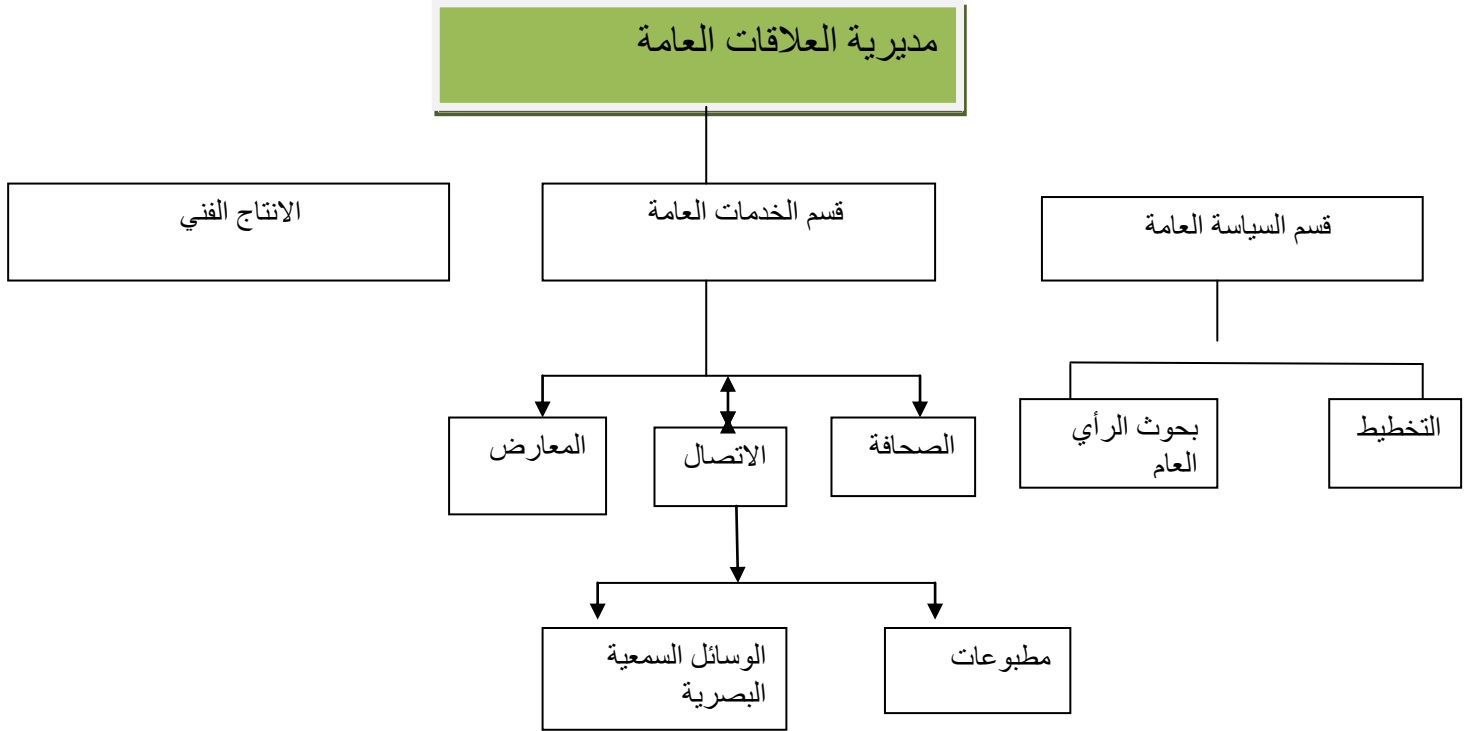 مديرية العلاقات العامة
قسم السياسة العامة
قسم الخدمات العامة
الانتاج الفني
التخطيط
بحوث الرأي
العام
الصحافة
الاتصال
المعارض
مطبوعات
الوسائل السمعية
البصرية